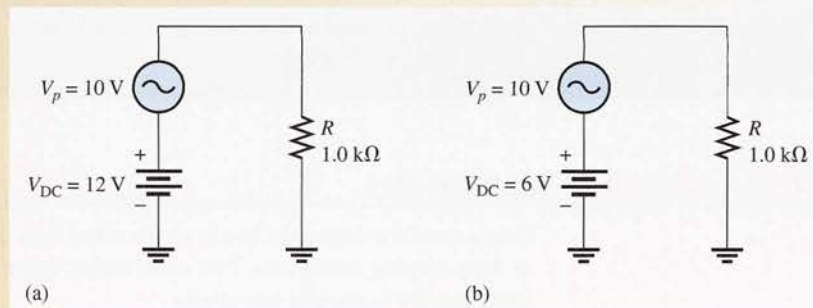 V_p = 10 V
R
1.0 kΩ
+
V_DC = 12 V
–
(a)
V_p = 10 V
R
1.0 kΩ
+
V_DC = 6 V
–
(b)